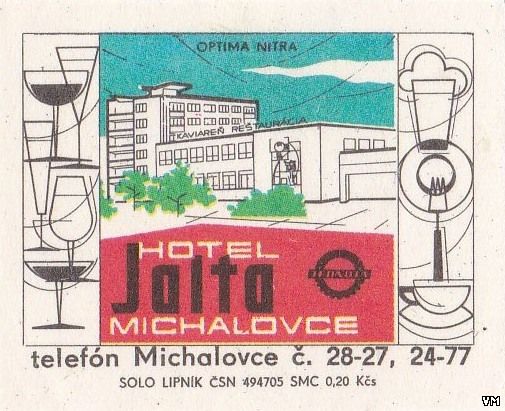 OPTIMA NITRA
KAVIAREŇ REŠTAURÁCIA
HOTEL
Jalta
MICHALOVCE
telefón Michalovce č. 28-27, 24-77
SOLO LIPNÍK ČSN 494705 SMC 0,20 Kčs
VM